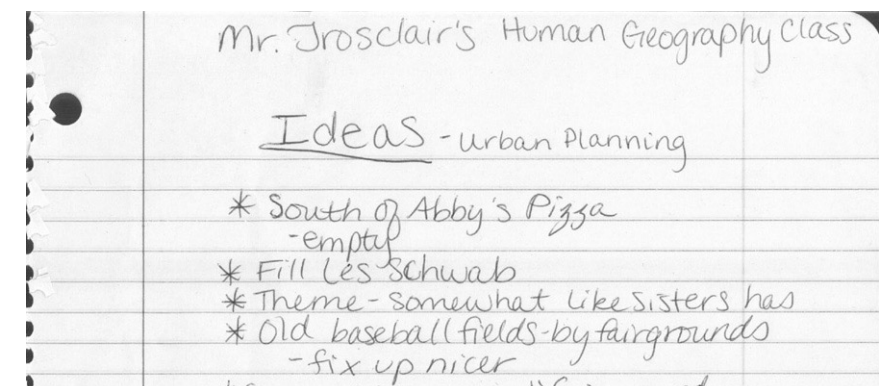 Mr. Trosclair's Human Geography Class
Ideas - Urban Planning
* South of Abby's Pizza
-empty
* Fill Les Schwab
* Theme - somewhat like Sisters has
* Old baseball fields - by fairgrounds
- fix up nicer